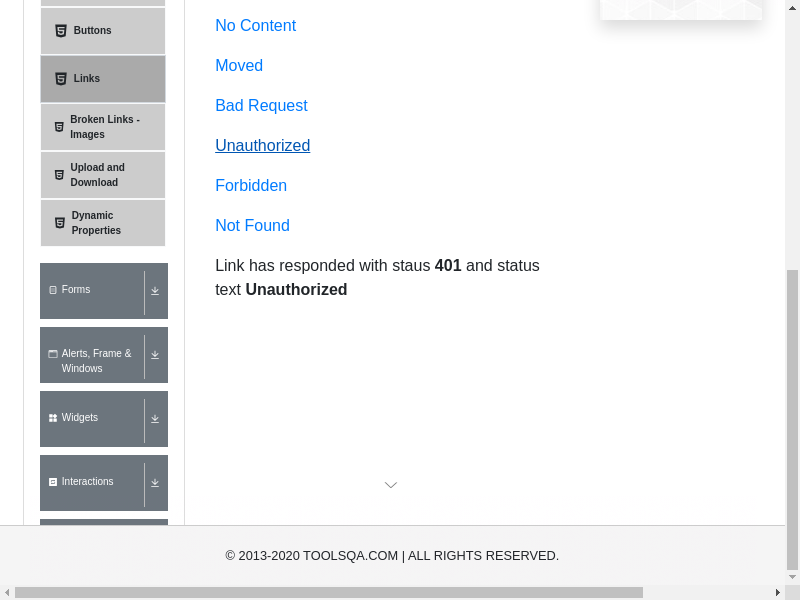 Buttons
Links
Broken Links -
Images
Upload and
Download
Dynamic
Properties
Forms
Alerts, Frame &
Windows
Widgets
Interactions
No Content
Moved
Bad Request
Unauthorized
Forbidden
Not Found
Link has responded with staus 401 and status
text Unauthorized
© 2013-2020 TOOLSQA.COM | ALL RIGHTS RESERVED.